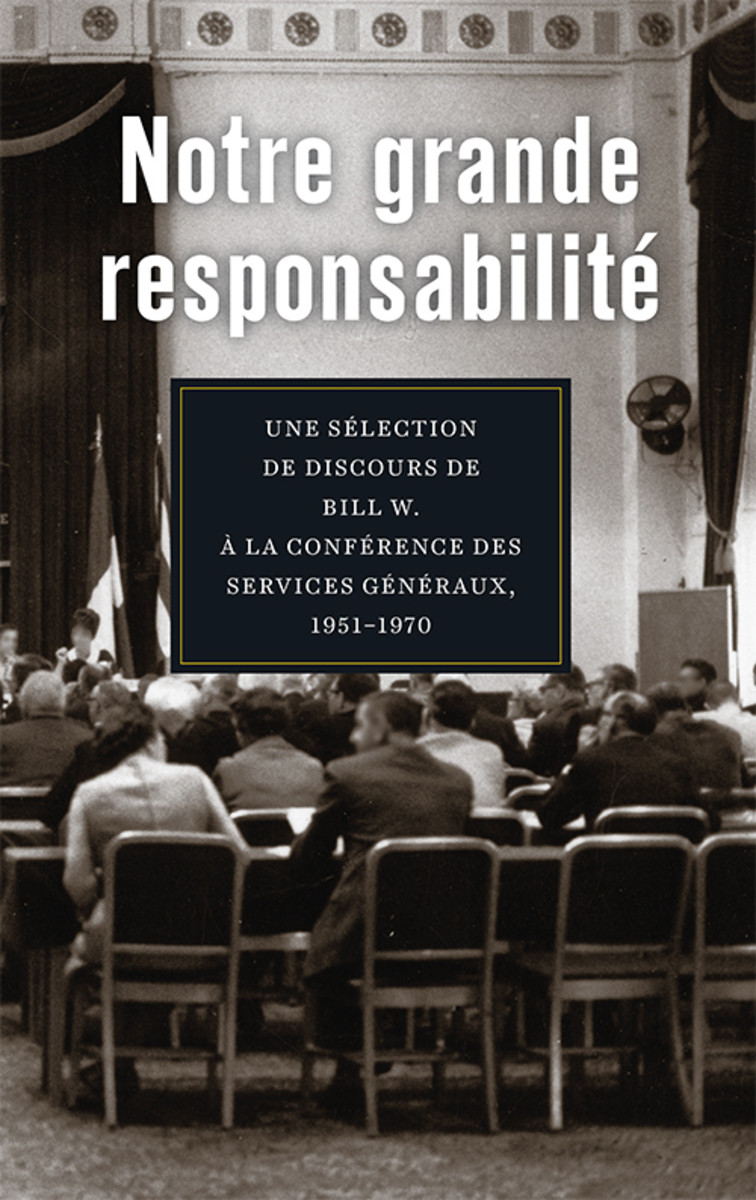 Notre grande
responsabilité
UNE SÉLECTION
DE DISCOURS DE
BILL W.
À LA CONFÉRENCE DES
SERVICES GÉNÉRAUX,
1951–1970